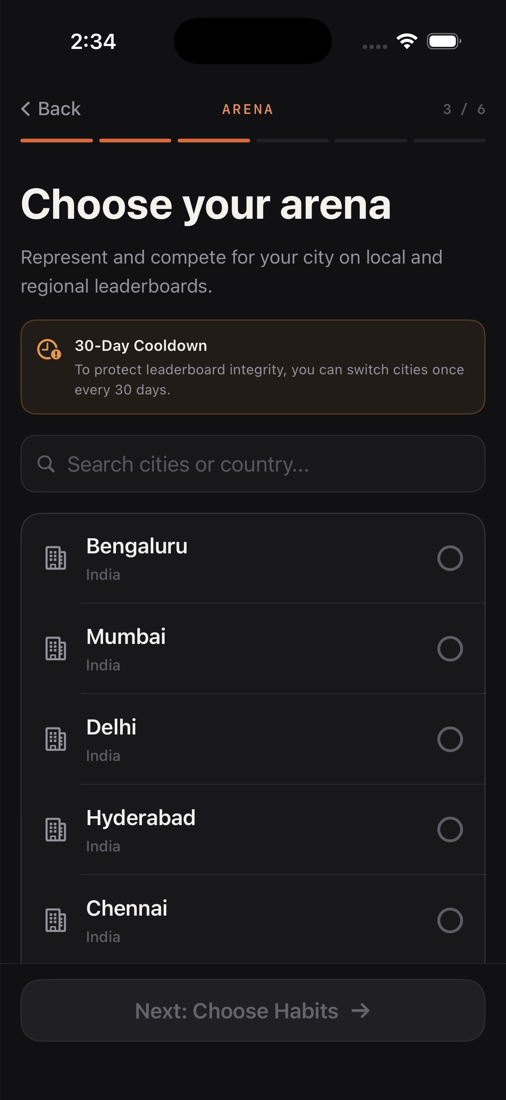 2:34
Back
ARENA
3 / 6
Choose your arena
Represent and compete for your city on local and
regional leaderboards.
30-Day Cooldown
To protect leaderboard integrity, you can switch cities once
every 30 days.
Search cities or country...
Bengaluru
India
Mumbai
India
Delhi
India
Hyderabad
India
Chennai
India
Next: Choose Habits →